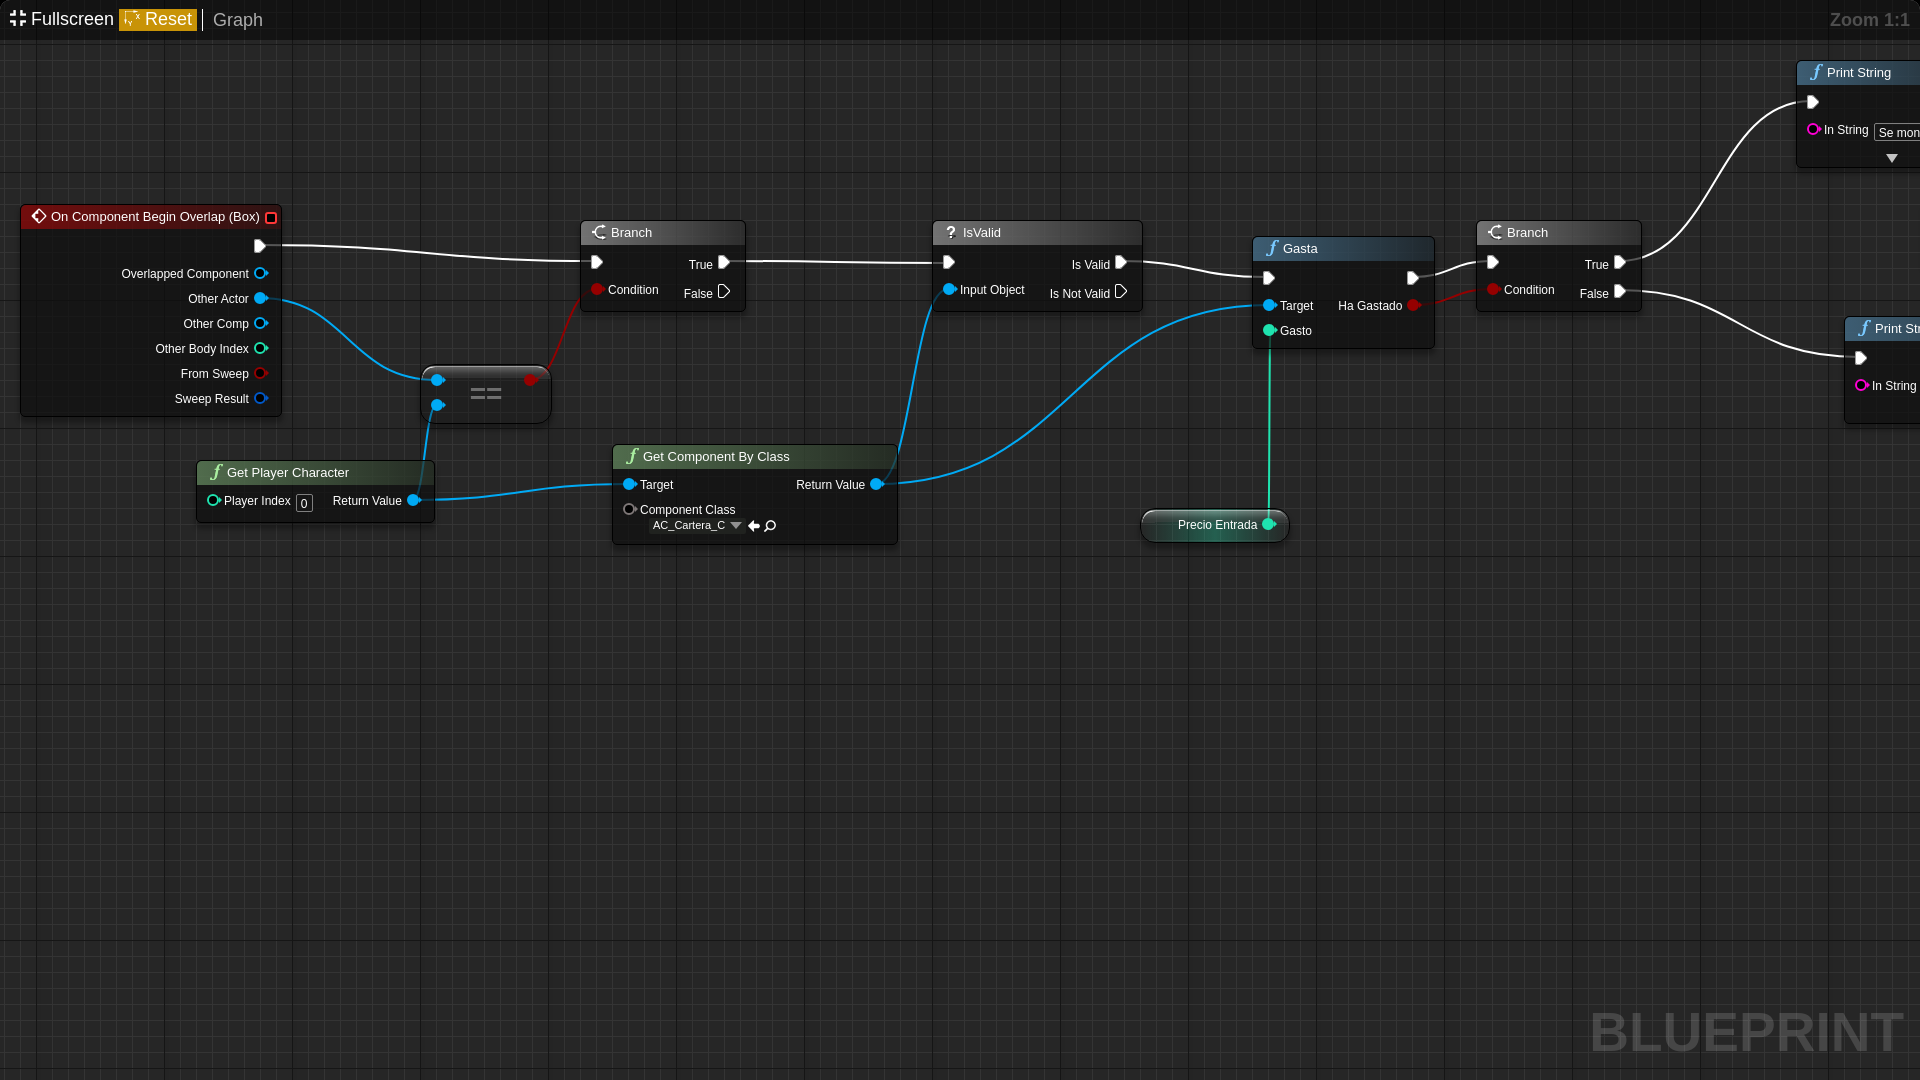 Fullscreen Reset Graph Zoom 1:1
Print String
In String Se mon
On Component Begin Overlap (Box)
Overlapped Component
Other Actor
Other Comp
Other Body Index
From Sweep
Sweep Result
Branch
True
Condition
False
? IsValid
Is Valid
Input Object
Is Not Valid
Gasta
Target Ha Gastado
Gasto
Branch
True
Condition
False
Print Str
In String
==
Get Player Character
Player Index 0 Return Value
Get Component By Class
Target Return Value
Component Class
AC_Cartera_C
Precio Entrada
BLUEPRINT